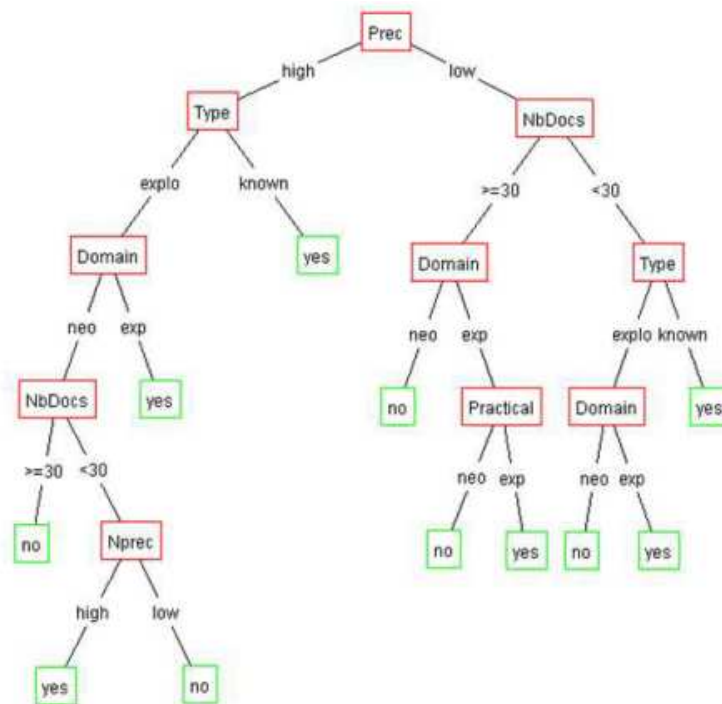 Prec
high low
Type NbDocs
explo known >=30 <30
Domain yes Domain Type
neo exp neo exp explo known
NbDocs yes no Practical Domain yes
>=30 <30 neo exp neo exp
no Nprec no yes no yes
high low
yes no